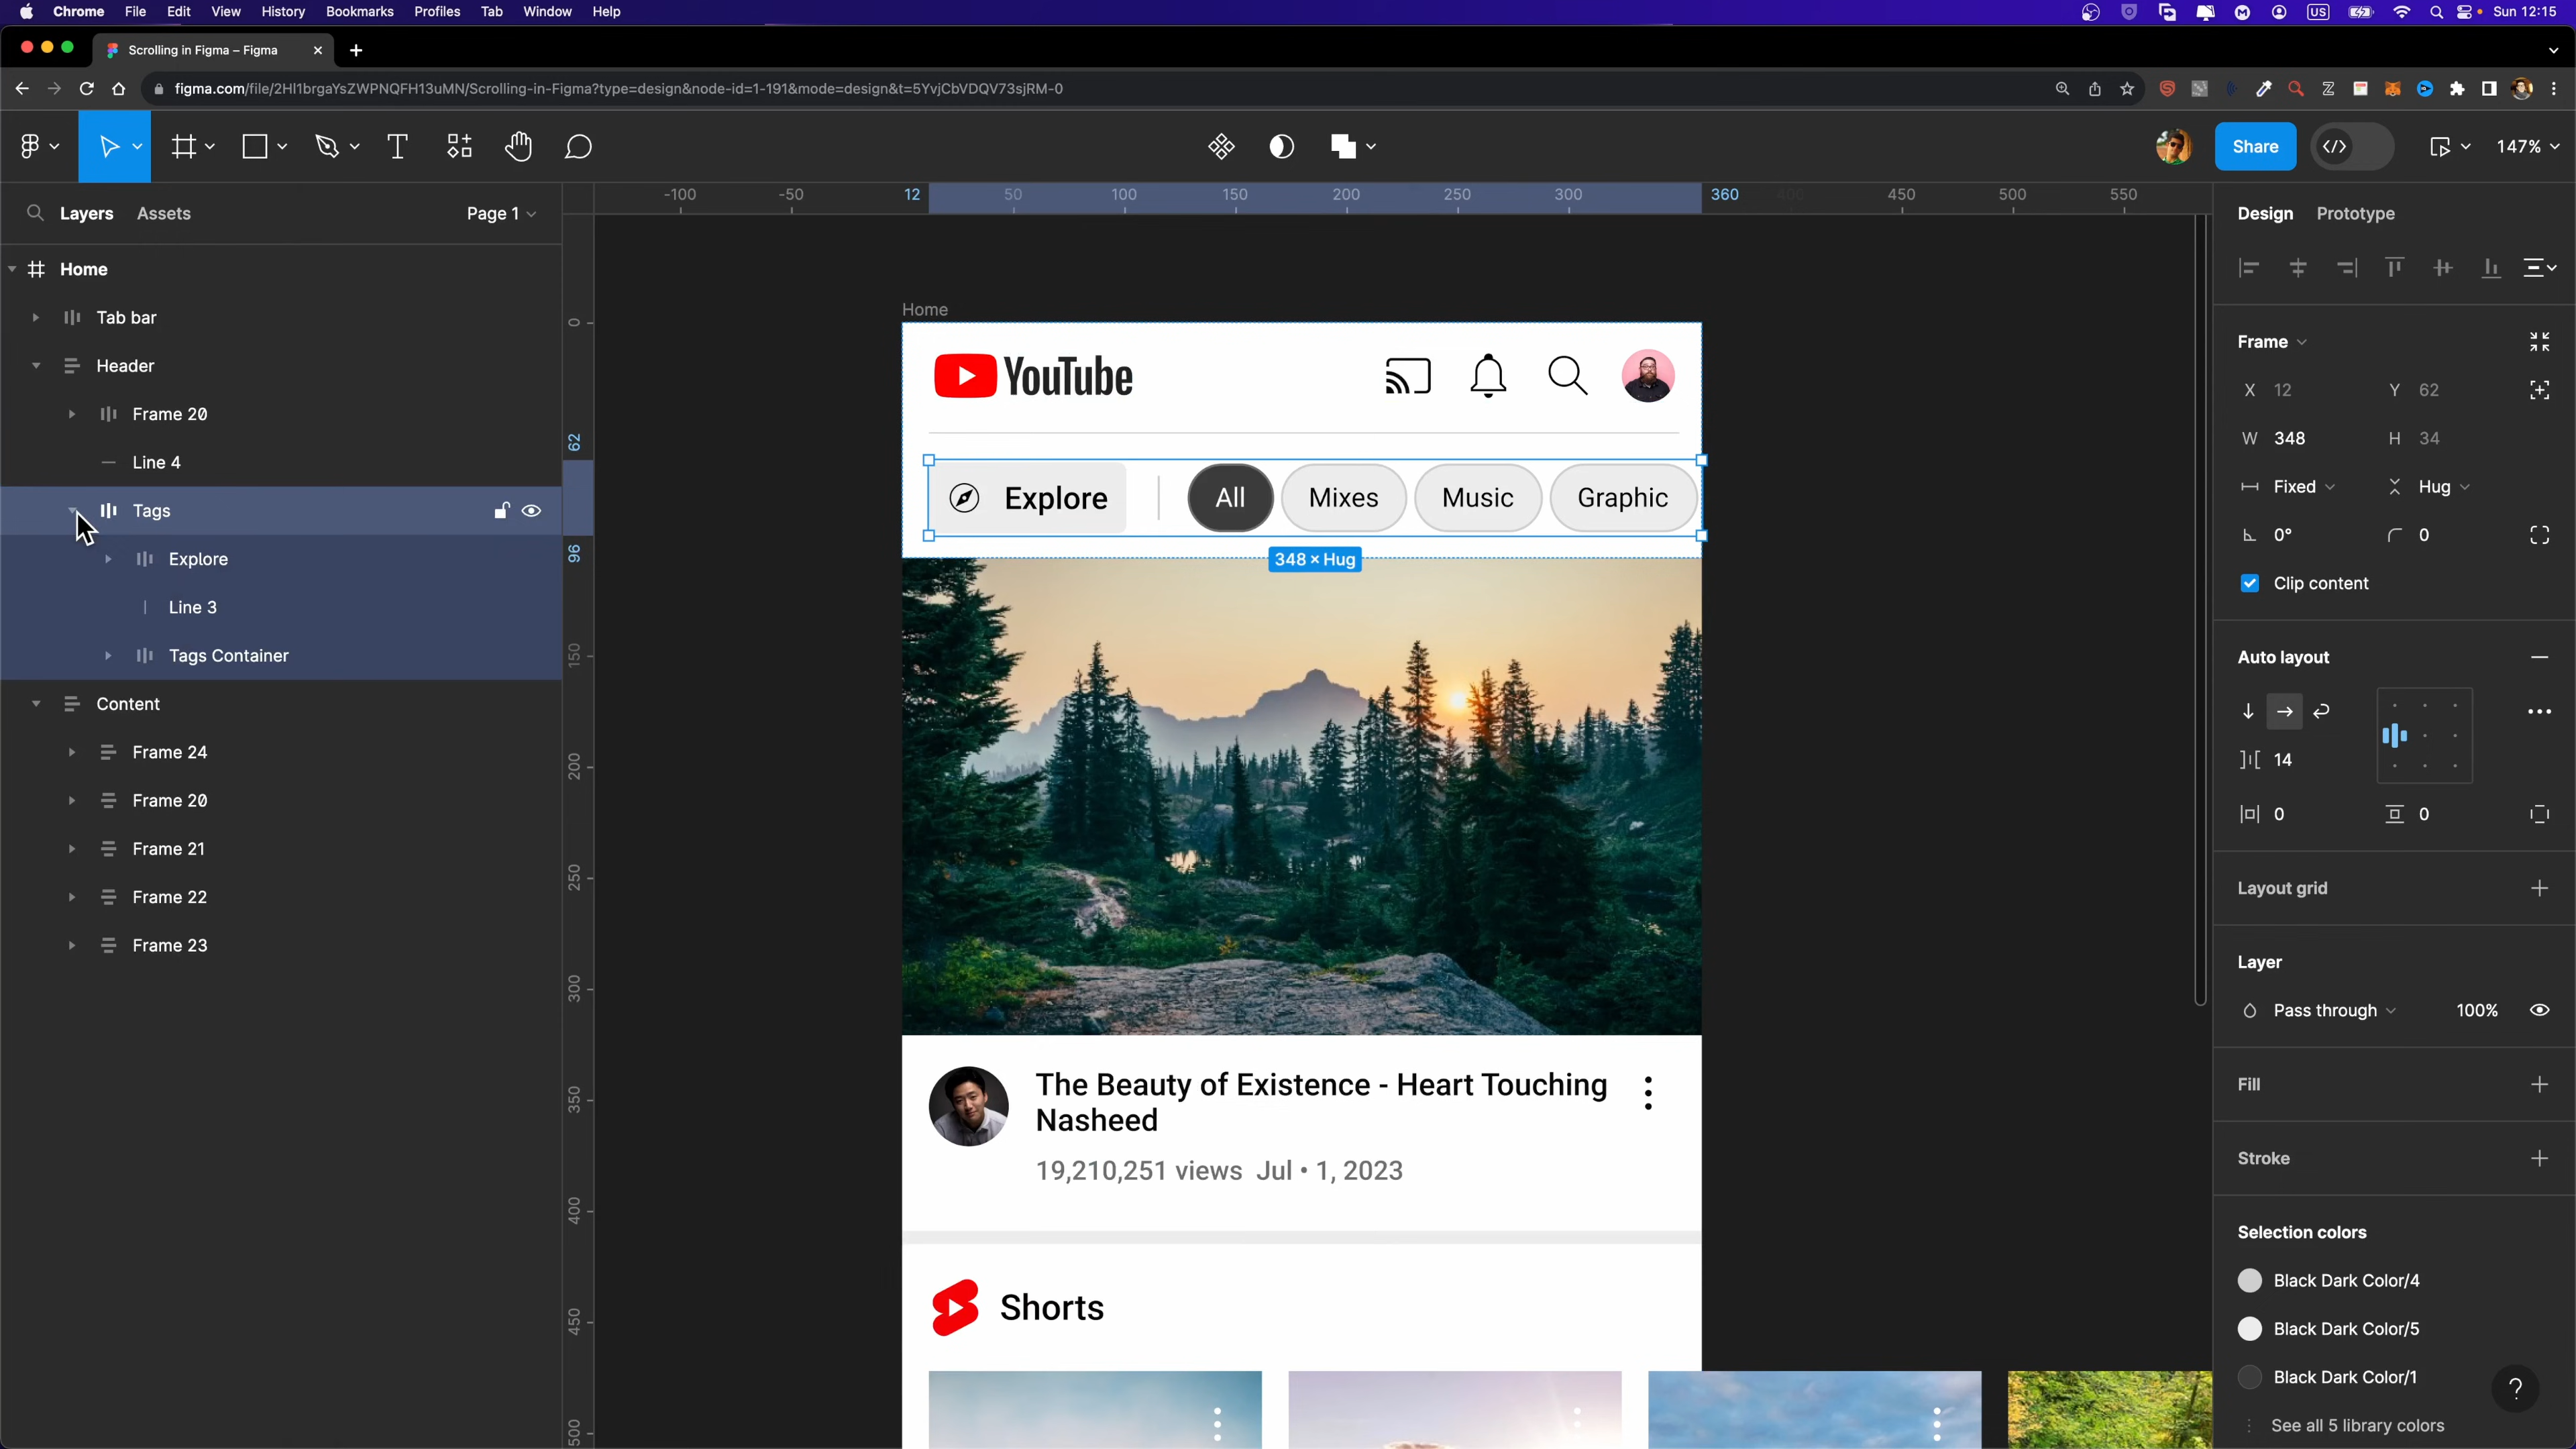 Chrome File Edit View History Bookmarks Profiles Tab Window Help US Sun 12:15
Scrolling in Figma – Figma
figma.com/file/2HI1brgaYsZWPNQFH13uMN/Scrolling-in-Figma?type=design&node-id=1-191&mode=design&t=5YvjCbVDQV73sjRM-0
Share 147%
Layers Assets Page 1
-100 -50 12 50 100 150 200 250 300 360 400 450 500 550
Design Prototype
Home
Tab bar
Header
Frame 20
Line 4
Tags
Explore
Line 3
Tags Container
Content
Frame 24
Frame 20
Frame 21
Frame 22
Frame 23
0
62
96
150
200
250
300
350
400
450
500
Home
YouTube
Explore All Mixes Music Graphic
348 × Hug
The Beauty of Existence - Heart Touching
Nasheed
19,210,251 views Jul • 1, 2023
Shorts
Frame
X 12 Y 62
W 348 H 34
Fixed Hug
0° 0
Clip content
Auto layout
14
0 0
Layout grid
Layer
Pass through 100%
Fill
Stroke
Selection colors
Black Dark Color/4
Black Dark Color/5
Black Dark Color/1
See all 5 library colors
?